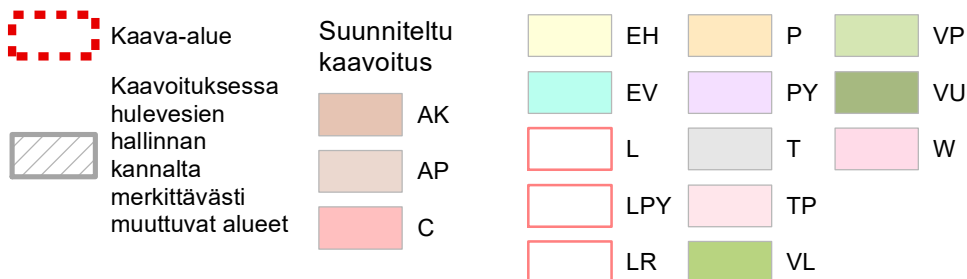 Kaava-alue
Kaavoituksessa
hulevesien
hallinnan
kannalta
merkittävästi
muuttuvat alueet
Suunniteltu
kaavoitus
AK
AP
C
EH
EV
L
LPY
LR
P
PY
T
TP
VL
VP
VU
W